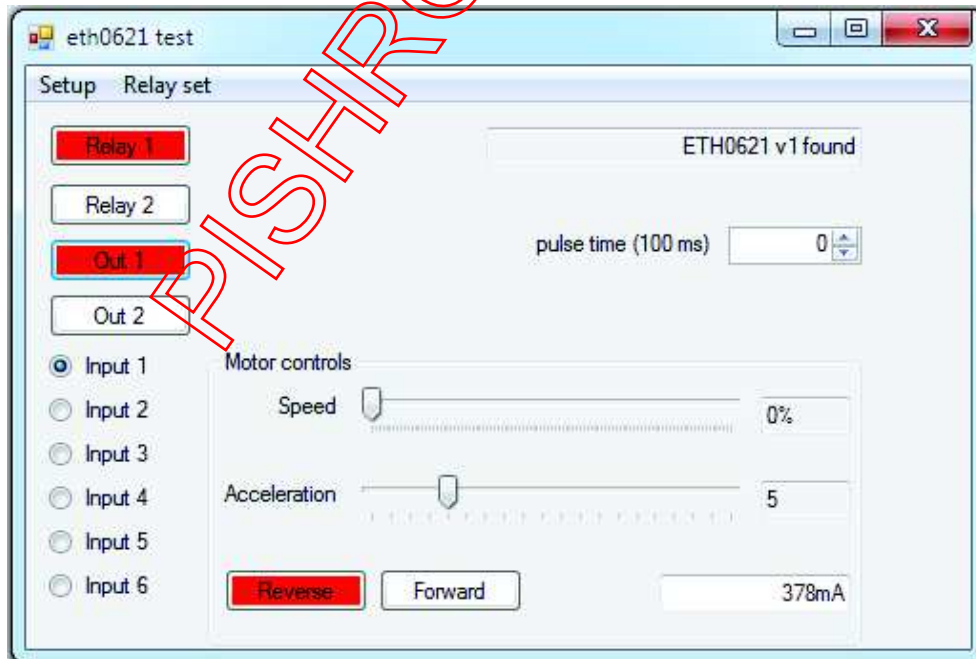 eth0621 test
Setup Relay set
Relay 1
ETH0621 v1 found
Relay 2
pulse time (100 ms) 0
Out 1
Out 2
Input 1
Input 2
Input 3
Input 4
Input 5
Input 6
Motor controls
Speed 0%
Acceleration 5
Reverse Forward 378mA
PISHRO